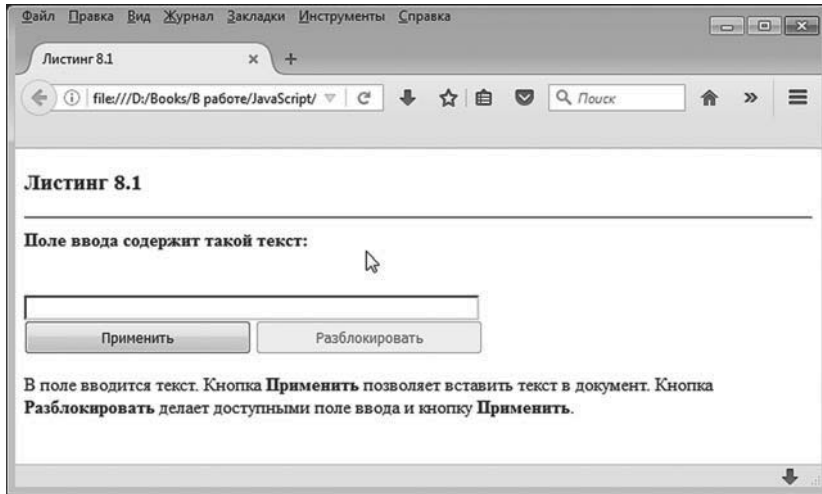 Файл Правка Вид Журнал Закладки Инструменты Справка
Листинг 8.1
file:///D:/Books/В работе/JavaScript/
Поиск
Листинг 8.1
Поле ввода содержит такой текст:
Применить Разблокировать
В поле вводится текст. Кнопка Применить позволяет вставить текст в документ. Кнопка
Разблокировать делает доступными поле ввода и кнопку Применить.